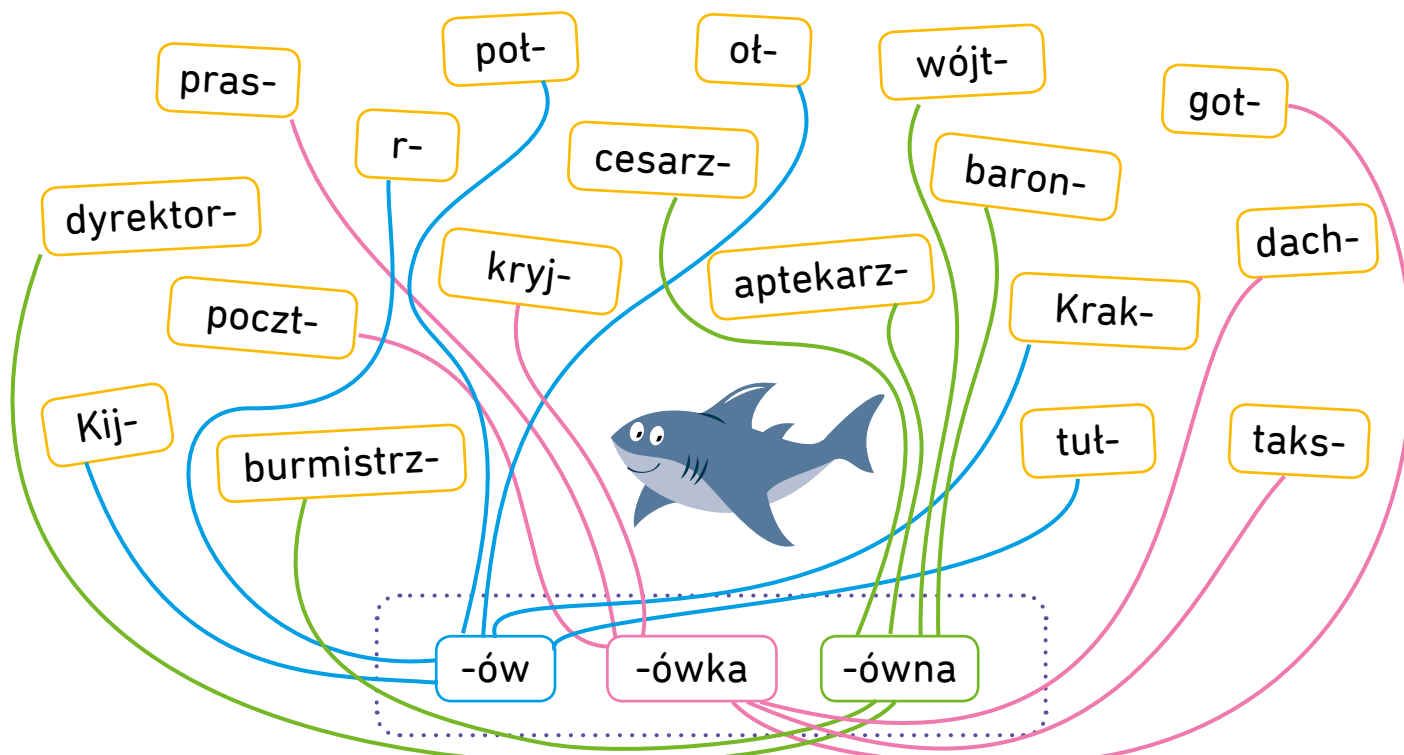 poł-
oł-
wójt-
pras-
got-
r-
cesarz-
baron-
dyrektor-
dach-
kryj-
aptekarz-
poczt-
Krak-
Kij-
tuł-
taks-
burmistrz-
-ów
-ówka
-ówna